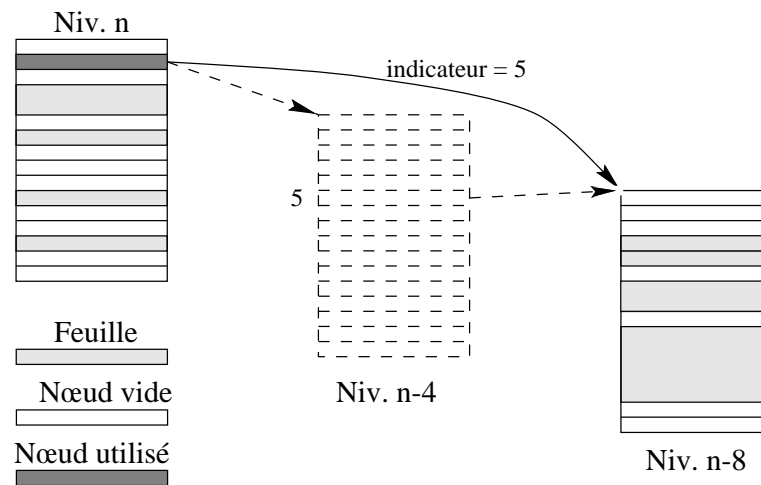 Niv. n
indicateur = 5
5
Feuille
Niv. n-4
Nœud vide
Nœud utilisé
Niv. n-8